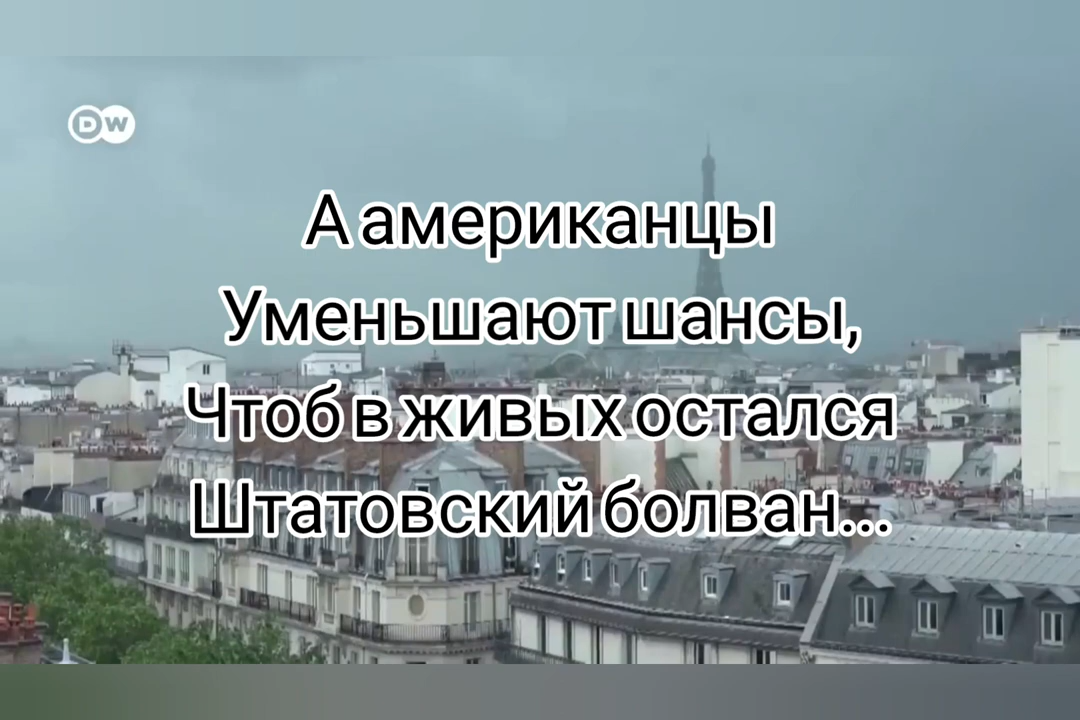 DW
А американцы
Уменьшают шансы,
Чтоб в живых остался
Штатовский болван...